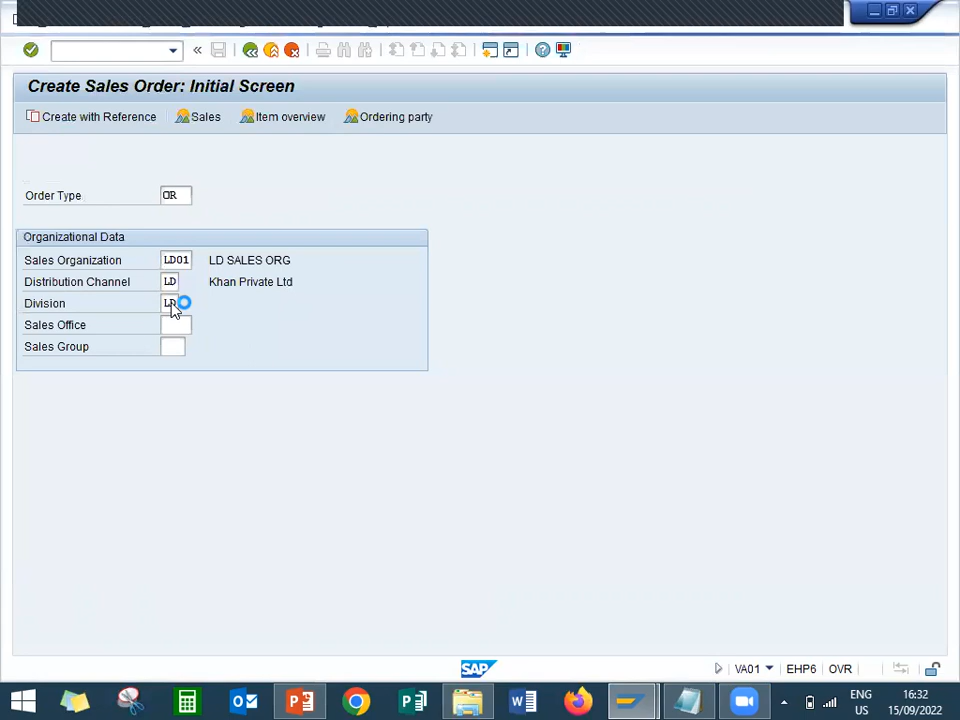 Create Sales Order: Initial Screen
Create with Reference Sales Item overview Ordering party
Order Type OR
Organizational Data
Sales Organization LD01 LD SALES ORG
Distribution Channel LD Khan Private Ltd
Division LD
Sales Office
Sales Group
SAP
VA01 EHP6 OVR
ENG 16:32
US 15/09/2022